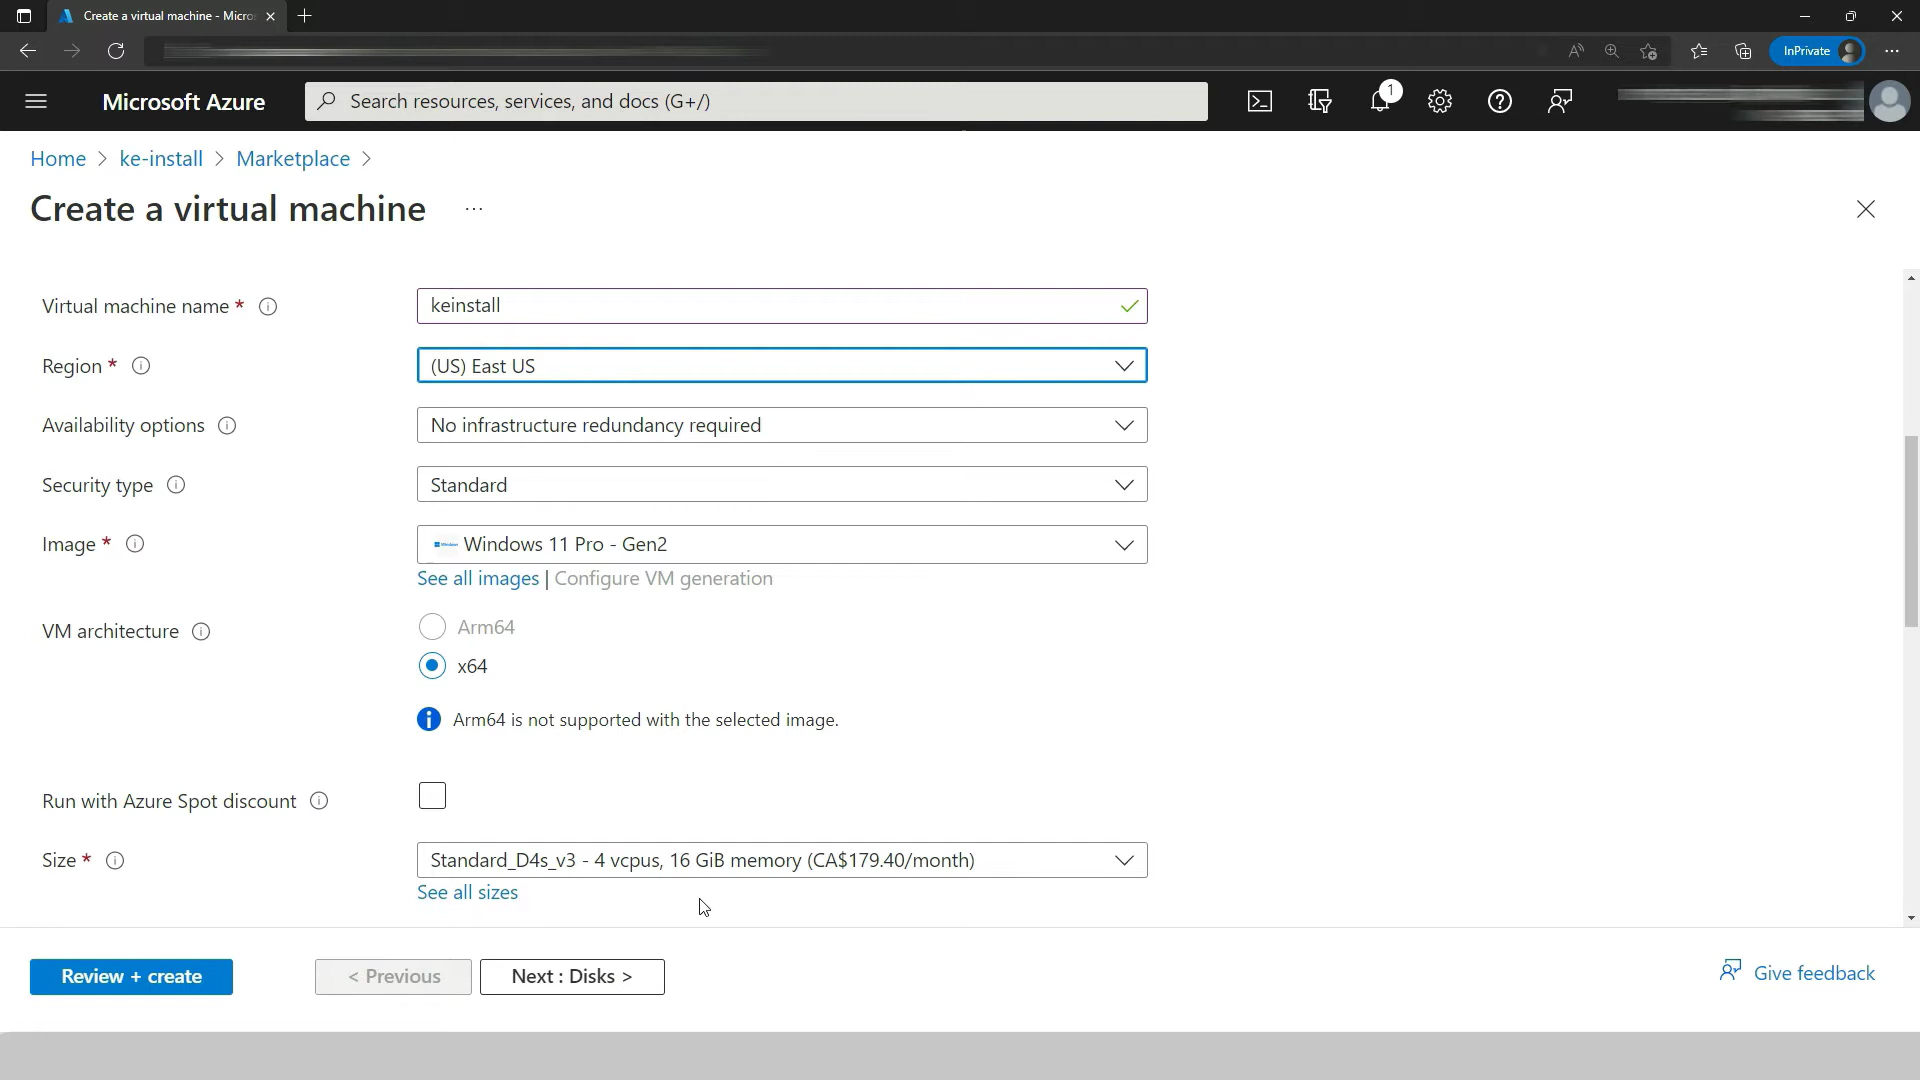 Create a virtual machine - Micro
InPrivate
Microsoft Azure
Search resources, services, and docs (G+/)
1
Home > ke-install > Marketplace >
Create a virtual machine ...
Virtual machine name *
keinstall
Region *
(US) East US
Availability options
No infrastructure redundancy required
Security type
Standard
Image *
Windows 11 Pro - Gen2
See all images | Configure VM generation
VM architecture
Arm64
x64
Arm64 is not supported with the selected image.
Run with Azure Spot discount
Size *
Standard_D4s_v3 - 4 vcpus, 16 GiB memory (CA$179.40/month)
See all sizes
Review + create
< Previous
Next : Disks >
Give feedback